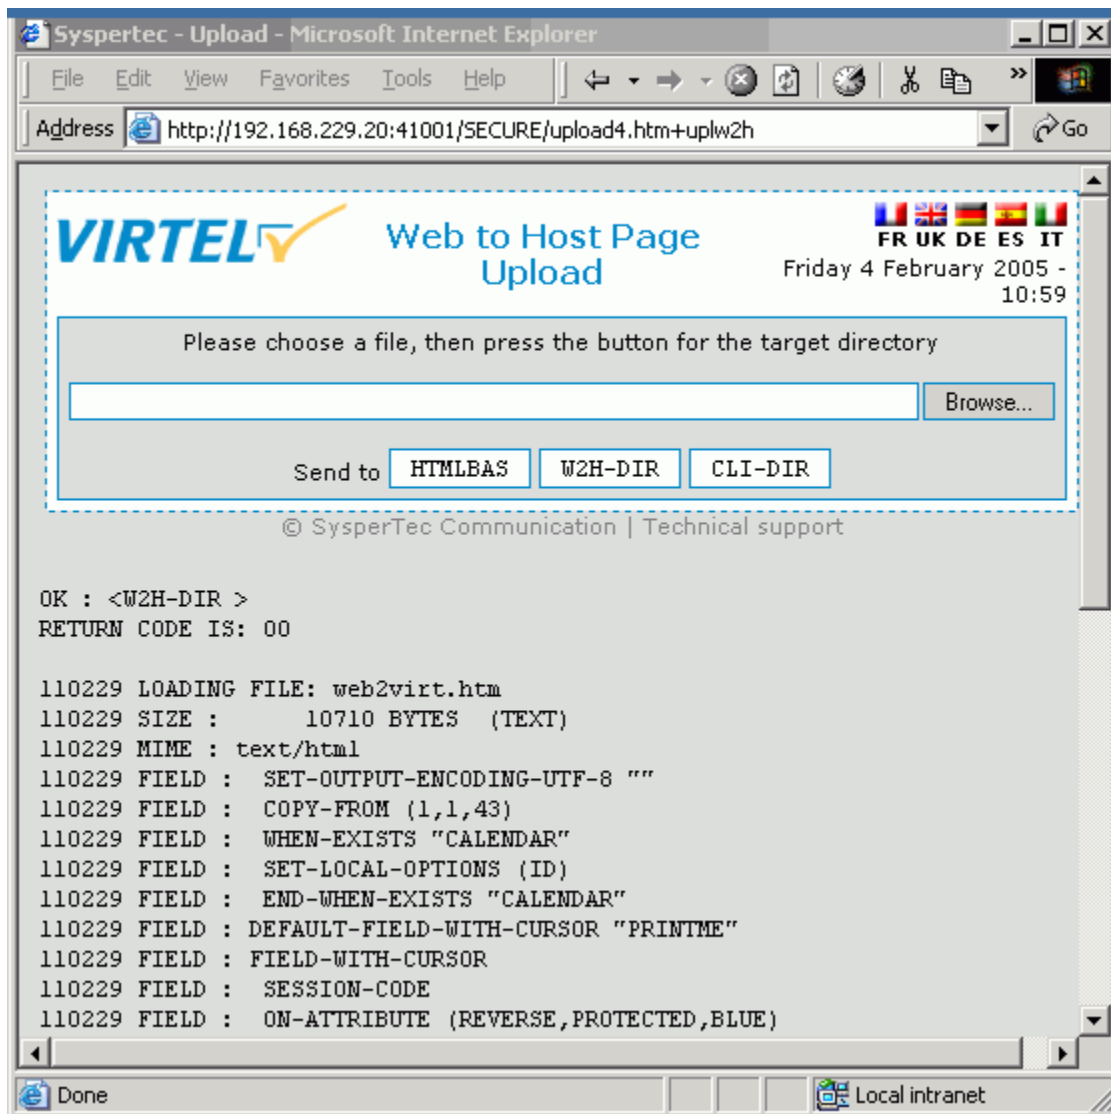 Syspertec - Upload - Microsoft Internet Explorer
File Edit View Favorites Tools Help »
Address http://192.168.229.20:41001/SECURE/upload4.htm+uplw2h Go
VIRTEL
Web to Host Page
Upload
FR UK DE ES IT
Friday 4 February 2005 -
10:59
Please choose a file, then press the button for the target directory
Browse...
Send to HTMLBAS W2H-DIR CLI-DIR
© SysperTec Communication | Technical support
OK : <W2H-DIR >
RETURN CODE IS: 00
110229 LOADING FILE: web2virt.htm
110229 SIZE : 10710 BYTES (TEXT)
110229 MIME : text/html
110229 FIELD : SET-OUTPUT-ENCODING-UTF-8 ""
110229 FIELD : COPY-FROM (1,1,43)
110229 FIELD : WHEN-EXISTS "CALENDAR"
110229 FIELD : SET-LOCAL-OPTIONS (ID)
110229 FIELD : END-WHEN-EXISTS "CALENDAR"
110229 FIELD : DEFAULT-FIELD-WITH-CURSOR "PRINTME"
110229 FIELD : FIELD-WITH-CURSOR
110229 FIELD : SESSION-CODE
110229 FIELD : ON-ATTRIBUTE (REVERSE,PROTECTED,BLUE)
Done Local intranet